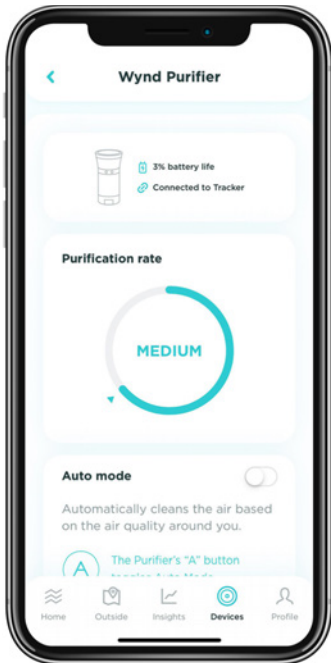 Wynd Purifier
3% battery life
Connected to Tracker
Purification rate
MEDIUM
Auto mode
Automatically cleans the air based
on the air quality around you.
A
The Purifier's "A" button
Home
Outside
Insights
Devices
Profile